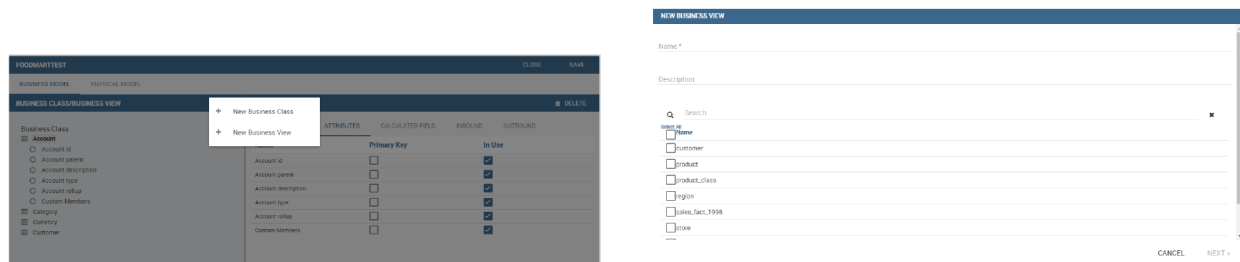 FOODMARTTEST
CLOSE SAVE
BUSINESS MODEL PHYSICAL MODEL
BUSINESS CLASS/BUSINESS VIEW
DELETE
+ New Business Class
+ New Business View
ATTRIBUTES CALCULATED FIELD INBOUND OUTBOUND
Business Class
Account
Account id
Account parent
Account description
Account type
Account rollup
Custom Members
Category
Currency
Customer
Primary Key In Use
Account id
Account parent
Account description
Account type
Account rollup
Custom Members
NEW BUSINESS VIEW
Name *
Description
Search
Select All
Name
customer
product
product_class
region
sales_fact_1998
store
CANCEL NEXT >